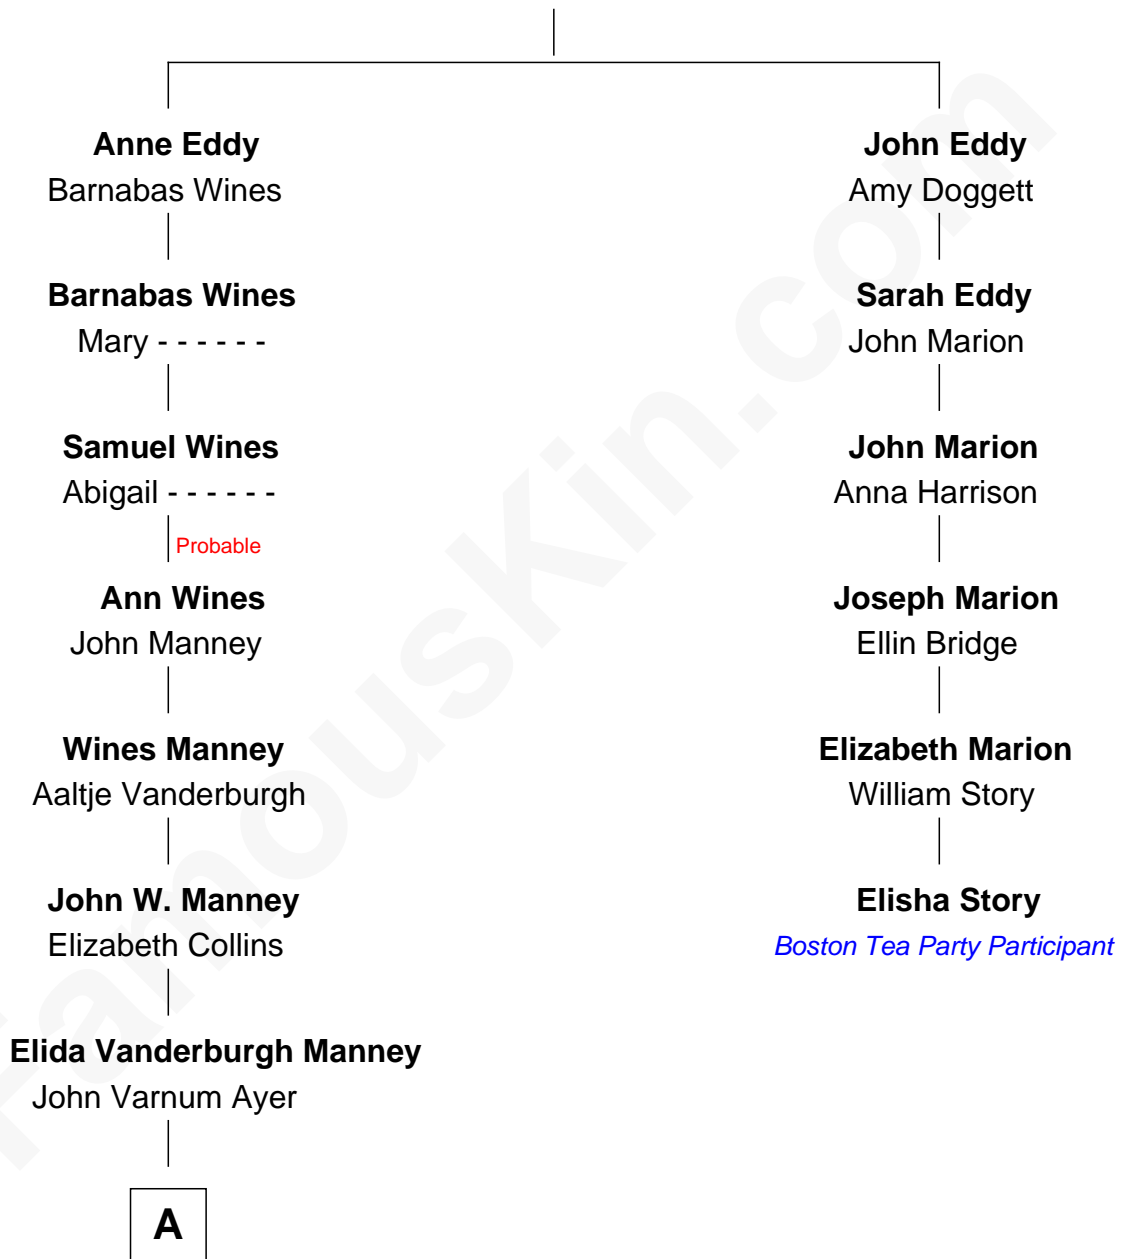 Anne Eddy
Barnabas Wines
Barnabas Wines
Mary - - - - - -
Samuel Wines
Abigail - - - - - -
Probable
Ann Wines
John Manney
Wines Manney
Aaltje Vanderburgh
John W. Manney
Elizabeth Collins
Elida Vanderburgh Manney
John Varnum Ayer
A
John Eddy
Amy Doggett
Sarah Eddy
John Marion
John Marion
Anna Harrison
Joseph Marion
Ellin Bridge
Elizabeth Marion
William Story
Elisha Story
Boston Tea Party Participant
FamousKin.com